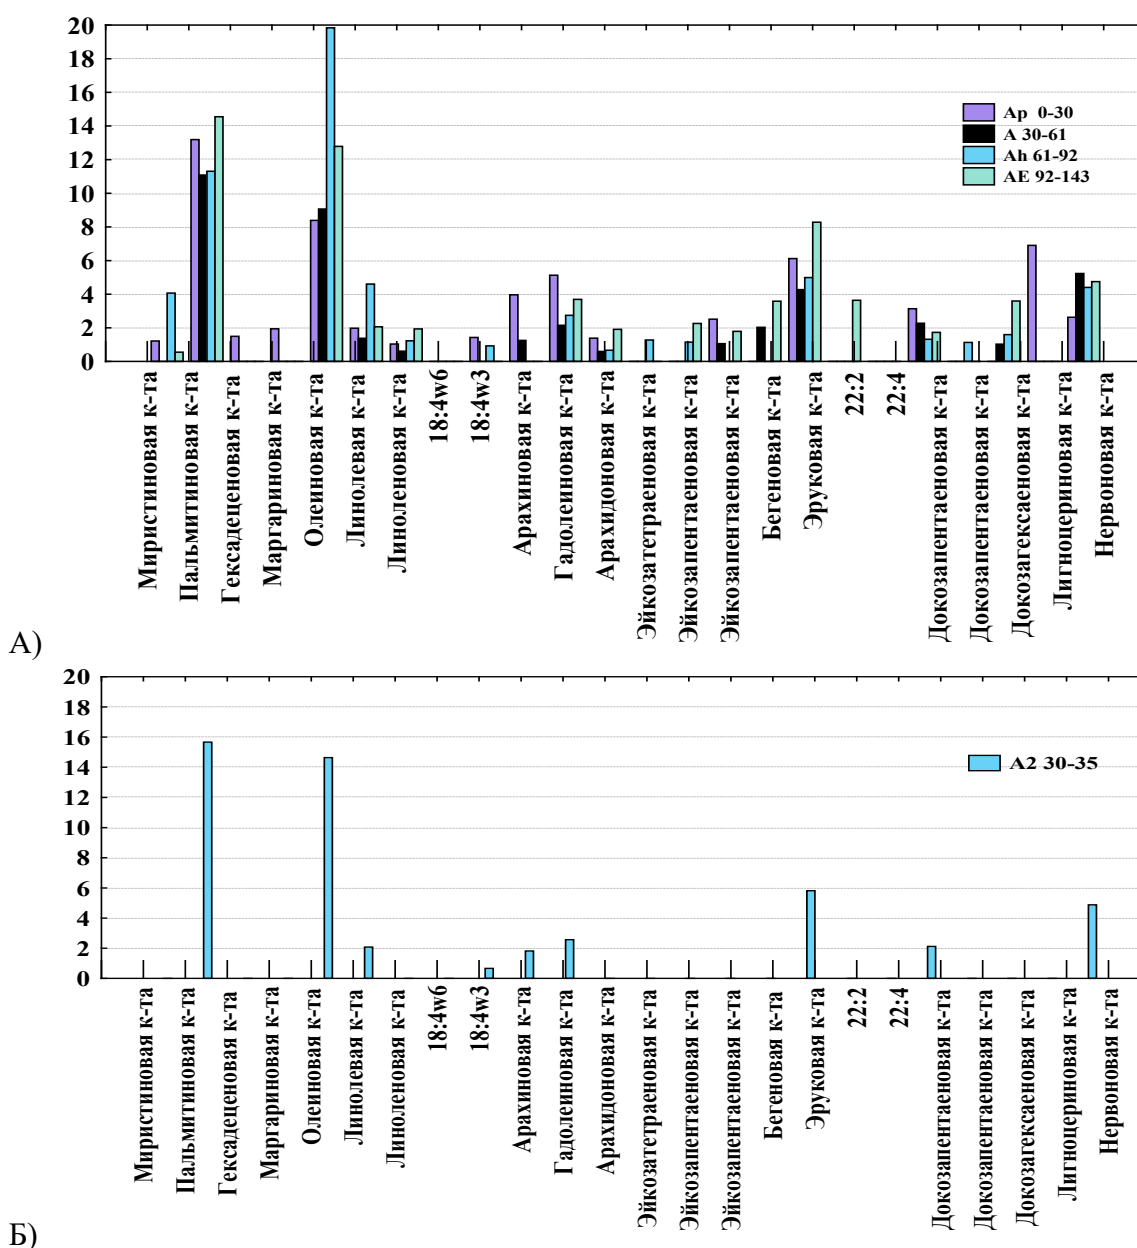 20
18
16
14
12
10
8
6
4
2
0
Ap 0-30
A 30-61
Ah 61-92
AE 92-143
Миристиновая к-та
Пальмитиновая к-та
Гексадеценовая к-та
Маргариновая к-та
Олеиновая к-та
Линолевая к-та
Линоленовая к-та
18:4w6
18:4w3
Арахиновая к-та
Гадолеиновая к-та
Арахидоновая к-та
Эйкозатетраеновая к-та
Эйкозапентаеновая к-та
Эйкозапентаеновая к-та
Бегеновая к-та
Эруковая к-та
22:2
22:4
Докозапентаеновая к-та
Докозапентаеновая к-та
Докозагексаеновая к-та
Лигноцериновая к-та
Нервоновая к-та
А)
20
18
16
14
12
10
8
6
4
2
0
A2 30-35
Миристиновая к-та
Пальмитиновая к-та
Гексадеценовая к-та
Маргариновая к-та
Олеиновая к-та
Линолевая к-та
Линоленовая к-та
18:4w6
18:4w3
Арахиновая к-та
Гадолеиновая к-та
Арахидоновая к-та
Эйкозатетраеновая к-та
Эйкозапентаеновая к-та
Эйкозапентаеновая к-та
Бегеновая к-та
Эруковая к-та
22:2
22:4
Докозапентаеновая к-та
Докозапентаеновая к-та
Докозагексаеновая к-та
Лигноцериновая к-та
Нервоновая к-та
Б)